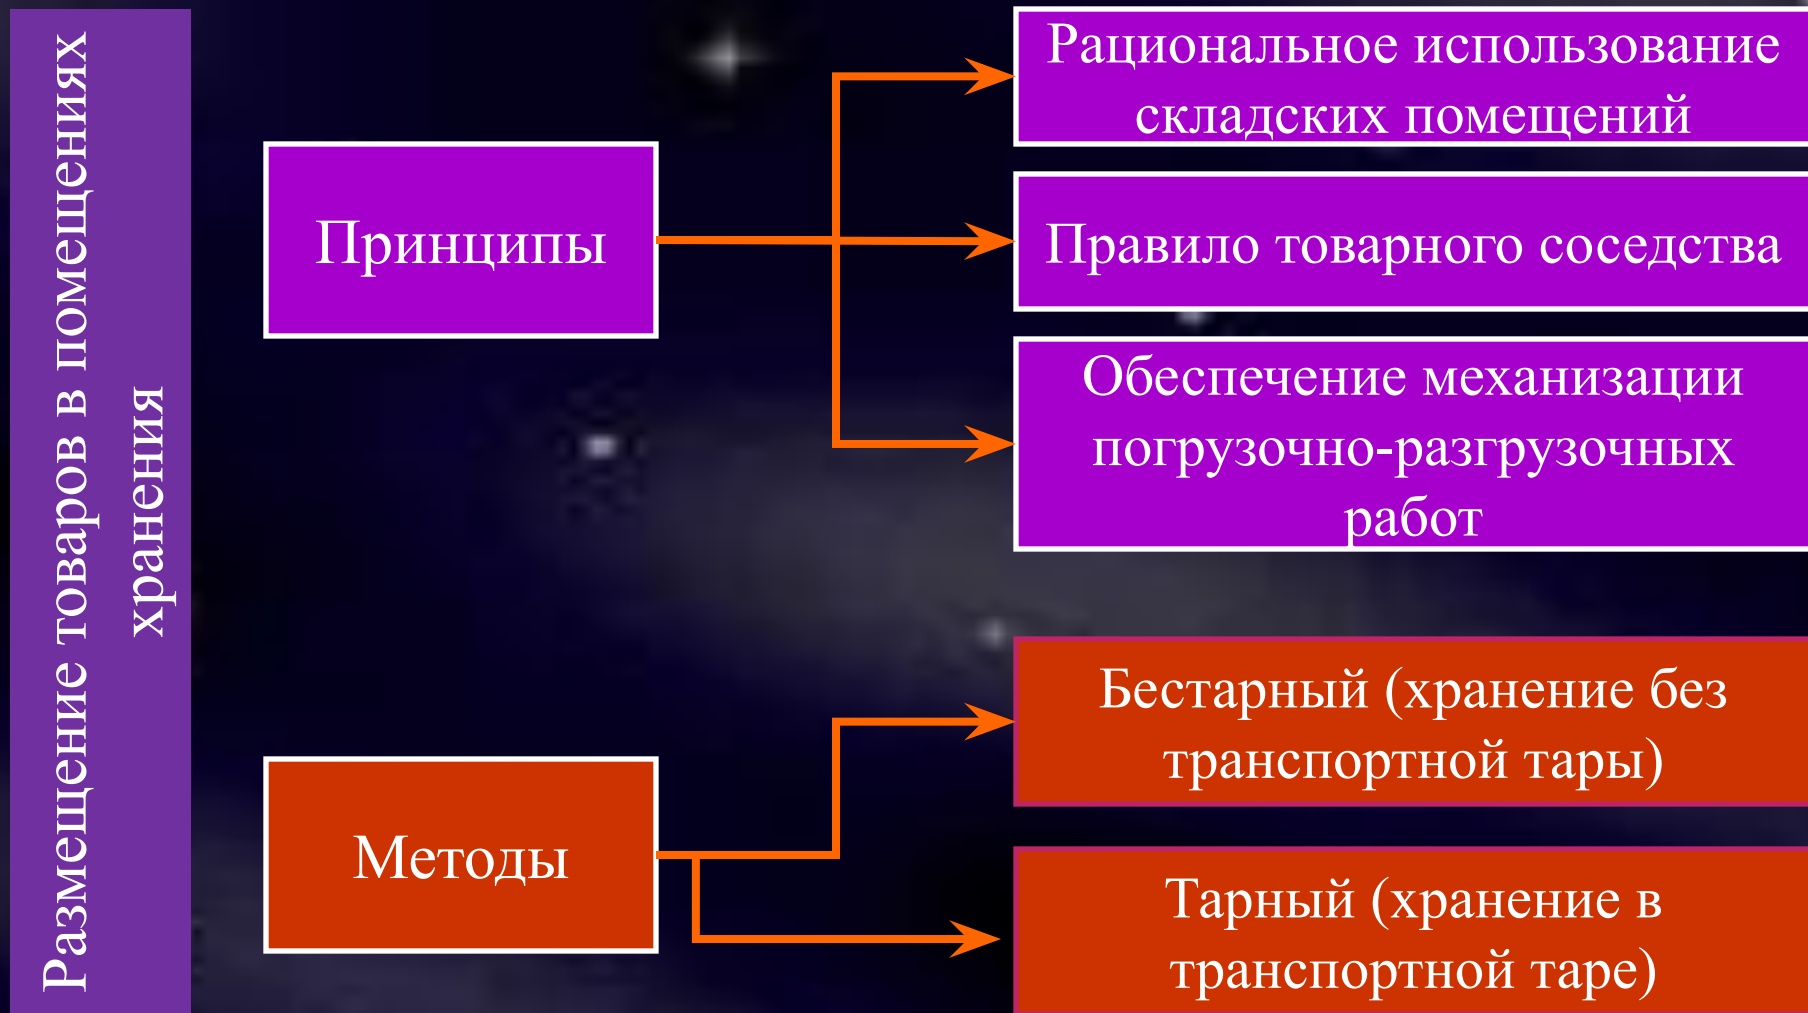 Размещение товаров в помещениях
хранения
Принципы
Рациональное использование
складских помещений
Правило товарного соседства
Обеспечение механизации
погрузочно-разгрузочных
работ
Методы
Бестарный (хранение без
транспортной тары)
Тарный (хранение в
транспортной таре)